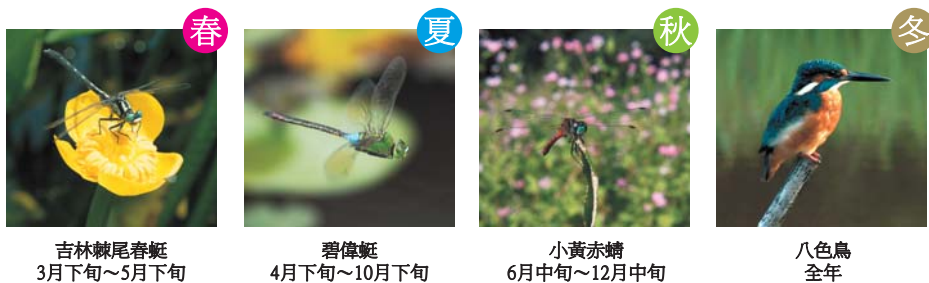 春
夏
秋
冬
吉林棘尾春蜓
3月下旬～5月下旬
碧偉蜓
4月下旬～10月下旬
小黃赤蜻
6月中旬～12月中旬
八色鳥
全年